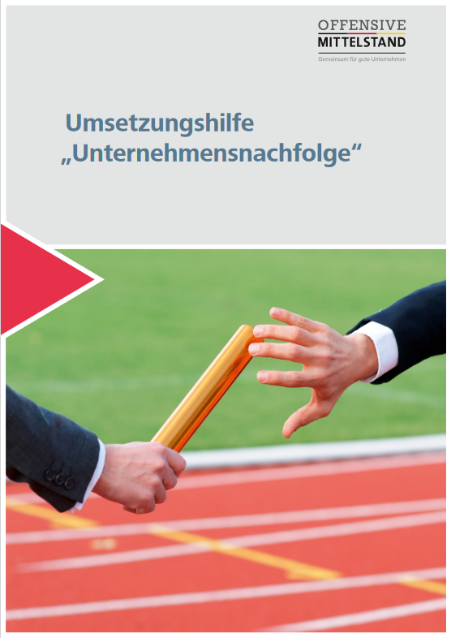 OFFENSIVE
MITTELSTAND
Gemeinsam für gute Unternehmen
Umsetzungshilfe
„Unternehmensnachfolge“